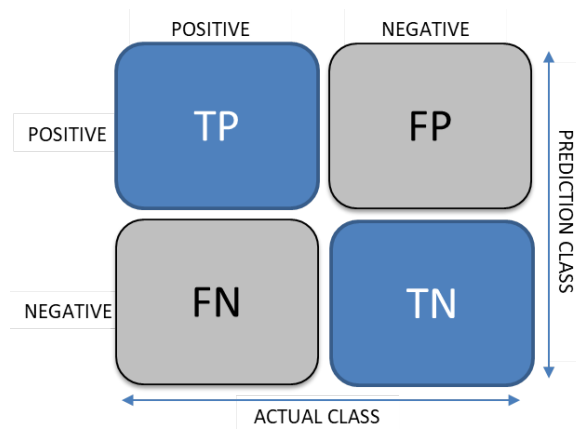 POSITIVE
NEGATIVE
POSITIVE
TP
FP
NEGATIVE
FN
TN
PREDICTION CLASS
ACTUAL CLASS